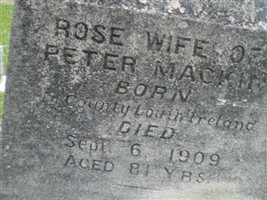 ROSE WIFE OF
PETER MACKIN
BORN
In County Louth Ireland
DIED
Sept. 6, 1909
AGED 81 YRS.